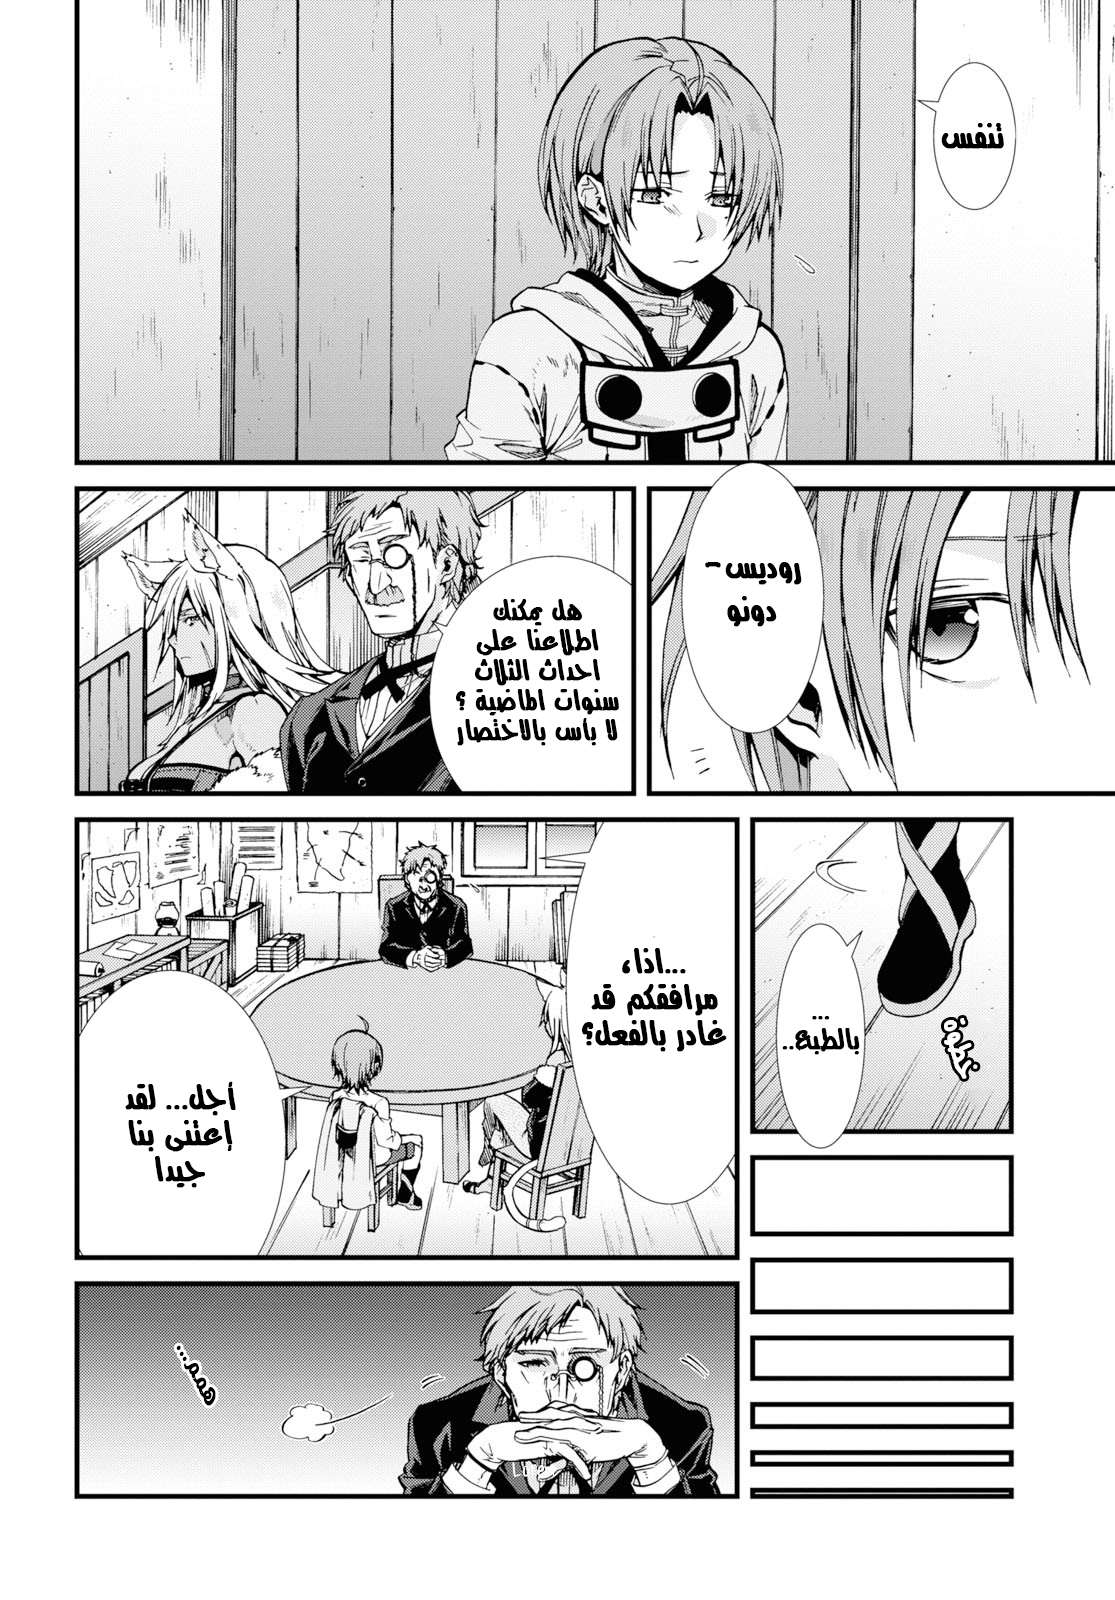 تنفس
روديس-
دونو
هل يمكنك
اطلاعنا على
احداث الثلاث
سنوات الماضية ؟
لا بأس بالاختصار
...
بالطبع..
خطوة
...اذا،
مرافقكم قد
غادر بالفعل؟
أجل... لقد
إعتنى بنا
جيدا
همم...